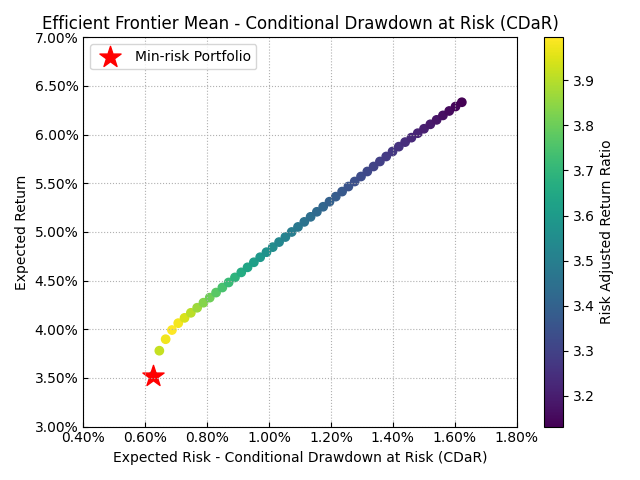 Efficient Frontier Mean - Conditional Drawdown at Risk (CDaR)
7.00%
6.50%
6.00%
5.50%
5.00%
4.50%
4.00%
3.50%
3.00%
Expected Return
Min-risk Portfolio
0.40% 0.60% 0.80% 1.00% 1.20% 1.40% 1.60% 1.80%
Expected Risk - Conditional Drawdown at Risk (CDaR)
3.9
3.8
3.7
3.6
3.5
3.4
3.3
3.2
Risk Adjusted Return Ratio